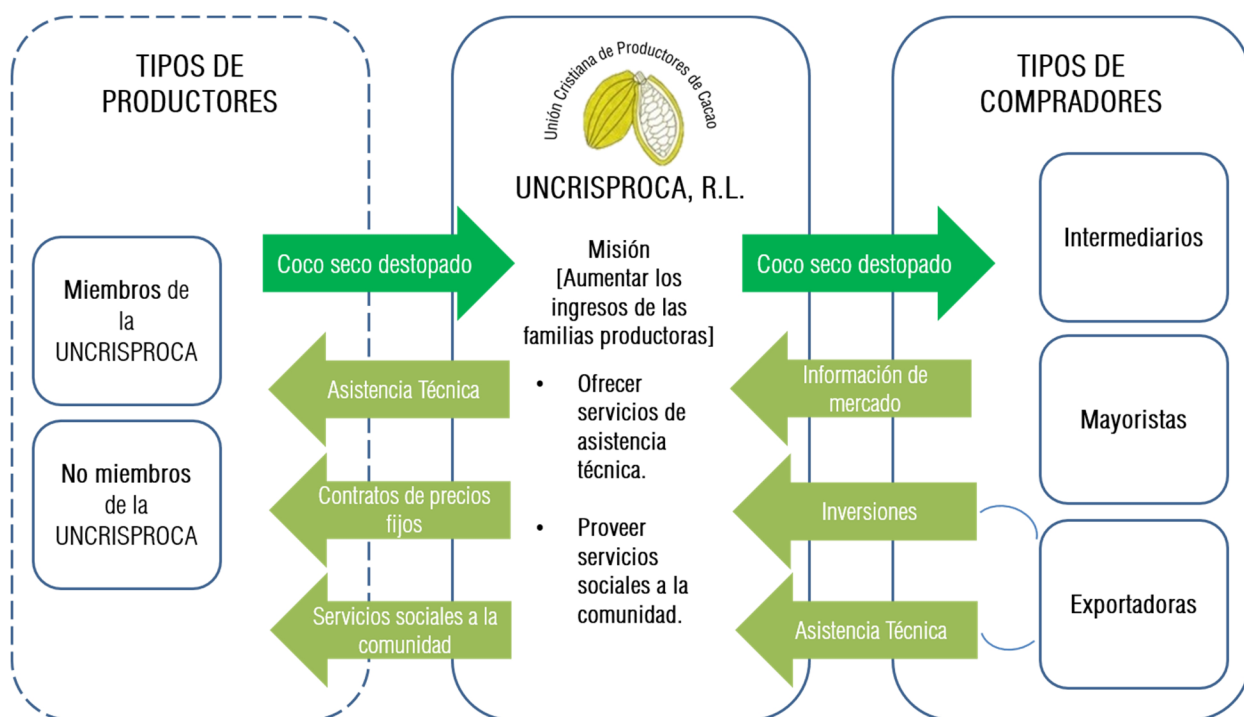 TIPOS DE
PRODUCTORES
Miembros de
la
UNCRISPROCA
No miembros
de la
UNCRISPROCA
Coco seco destopado
Asistencia Técnica
Contratos de precios
fijos
Servicios sociales a la
comunidad
Unión Cristiana de Productores de Cacao
UNCRISPROCA, R.L.
Misión
[Aumentar los
ingresos de las
familias productoras]
• Ofrecer
servicios de
asistencia
técnica.
• Proveer
servicios
sociales a la
comunidad.
Coco seco destopado
Información de
mercado
Inversiones
Asistencia Técnica
TIPOS DE
COMPRADORES
Intermediarios
Mayoristas
Exportadoras